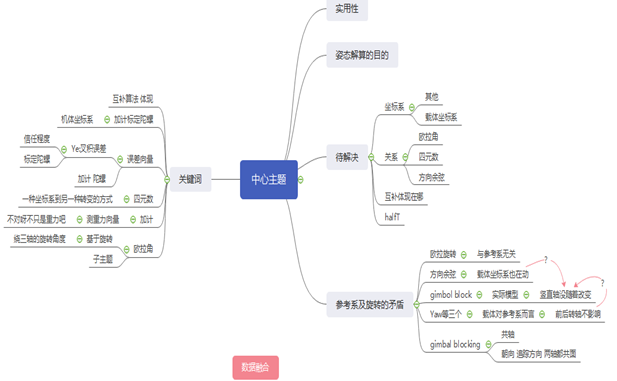 实用性
姿态解算的目的
中心主题
待解决
坐标系
其他
载体坐标系
关系
欧拉角
四元数
方向余弦
互补体现在够
halfT
参考系及旋转的矛盾
欧拉旋转
与参考系无关
方向余弦
载体坐标系也在动
?
gimbol block
实际模型
竖直轴没随着改变
?
Yaw等三个
载体对参考系而言
前后转轴不影响
gimbal blocking
共轴
朝向 追踪方向 两轴都共面
关键词
互补算法 体现
加计标定陀螺
机体坐标系
误差向量
Ye叉积误差
信任程度
标定陀螺
加计 陀螺
四元数
一种坐标系到另一种转变的方式
加计
测重力向量
不对好不只是重力吧
欧拉角
基于旋转
绕三轴的旋转角度
子主题
数据融合